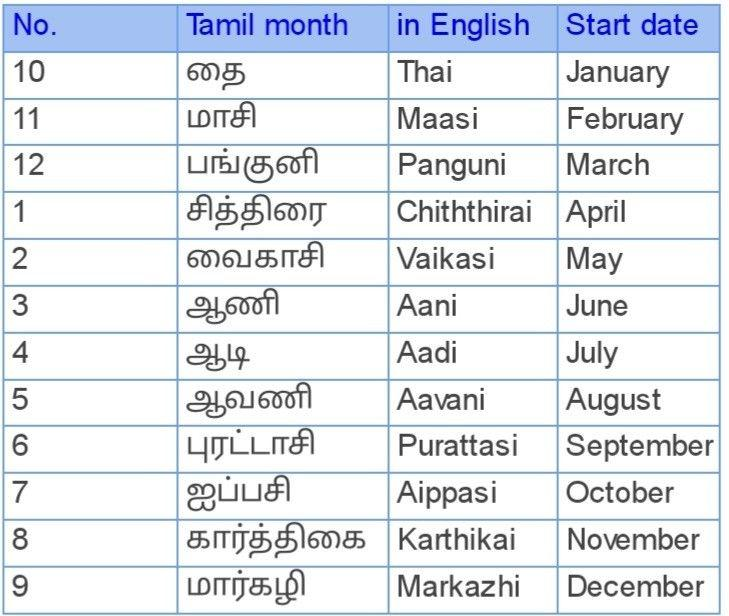 No. Tamil month in English Start date
10 தை Thai January
11 மாசி Maasi February
12 பங்குனி Panguni March
1 சித்திரை Chiththirai April
2 வைகாசி Vaikasi May
3 ஆணி Aani June
4 ஆடி Aadi July
5 ஆவணி Aavani August
6 புரட்டாசி Purattasi September
7 ஐப்பசி Aippasi October
8 கார்த்திகை Karthikai November
9 மார்கழி Markazhi December